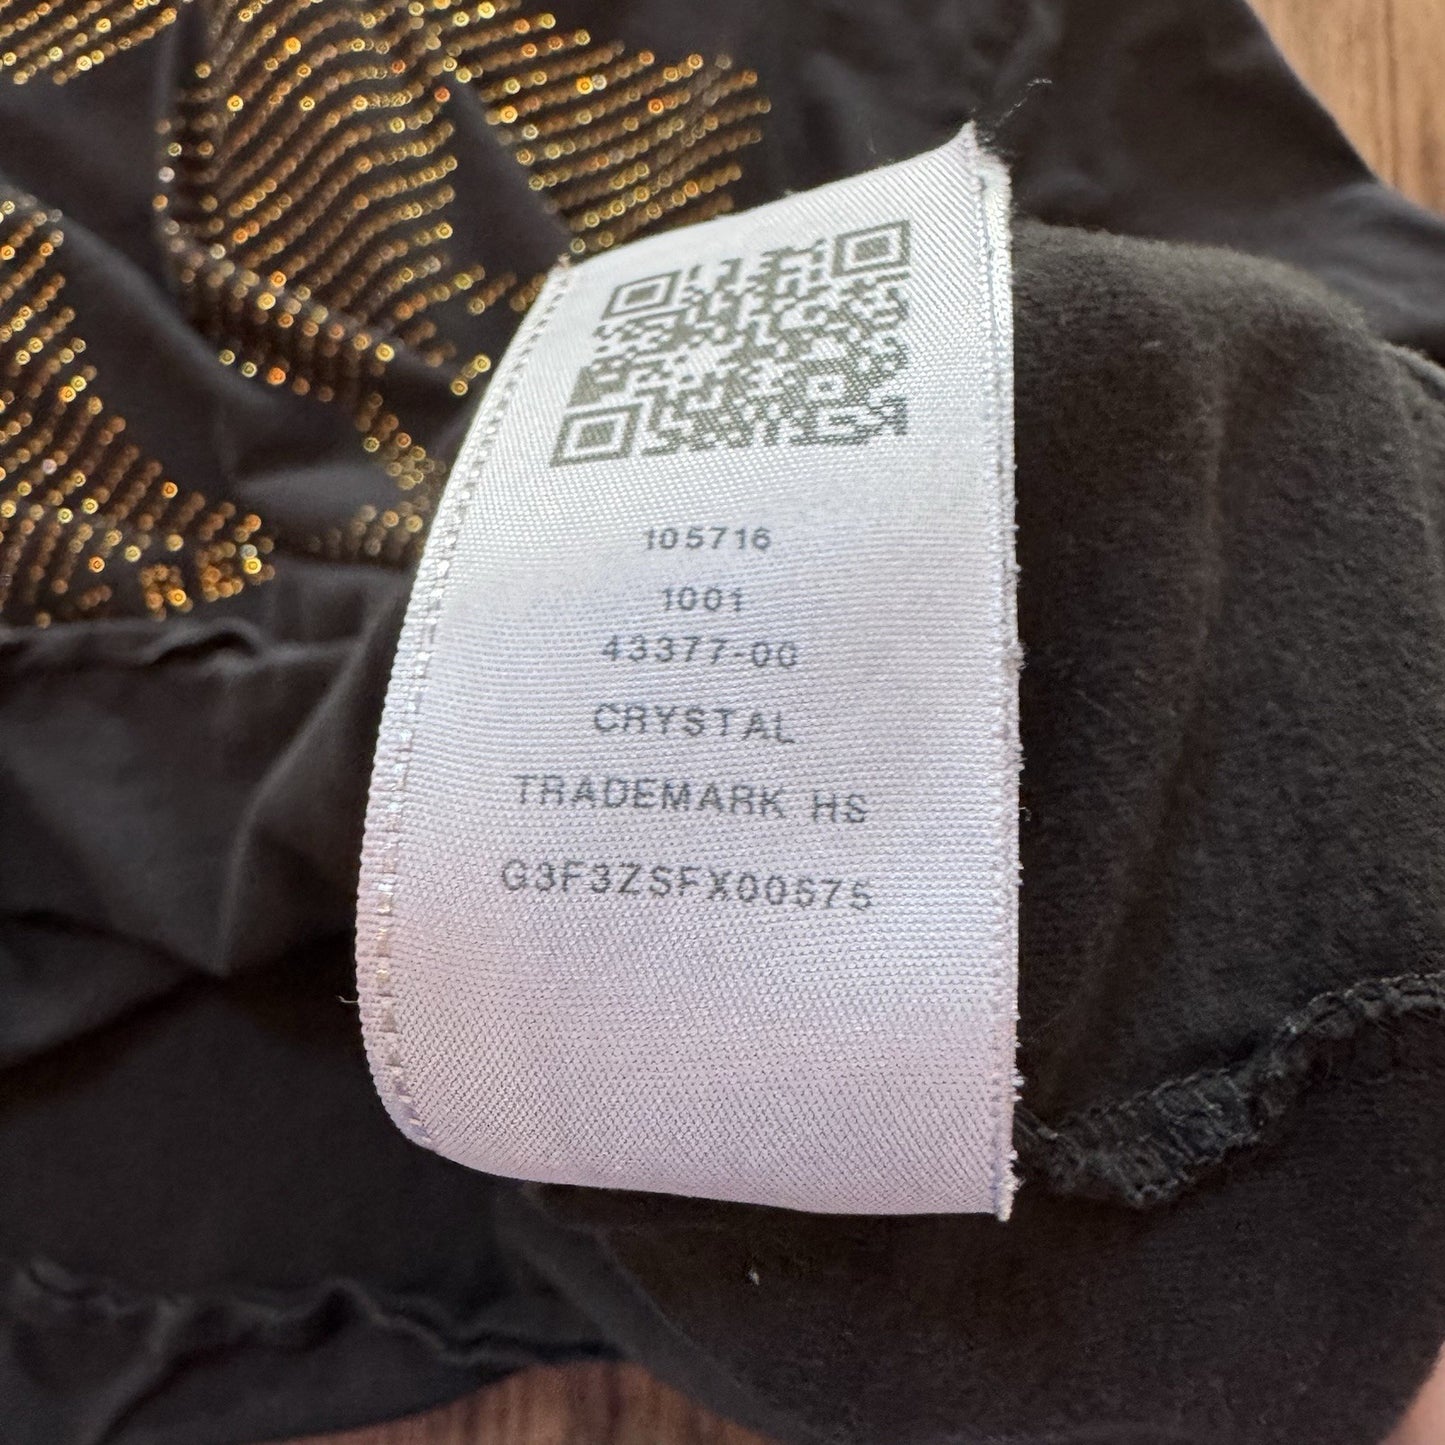 105716
1001
43377-00
CRYSTAL
TRADEMARK HS
G3F3ZSFX00575